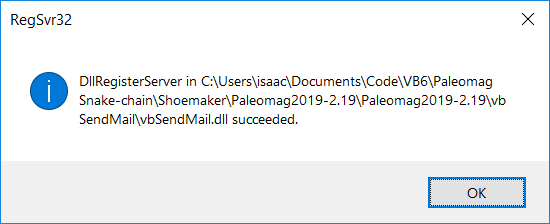 RegSvr32
DllRegisterServer in C:\Users\isaac\Documents\Code\VB6\Paleomag
Snake-chain\Shoemaker\Paleomag2019-2.19\Paleomag2019-2.19\vb
SendMail\vbSendMail.dll succeeded.
OK